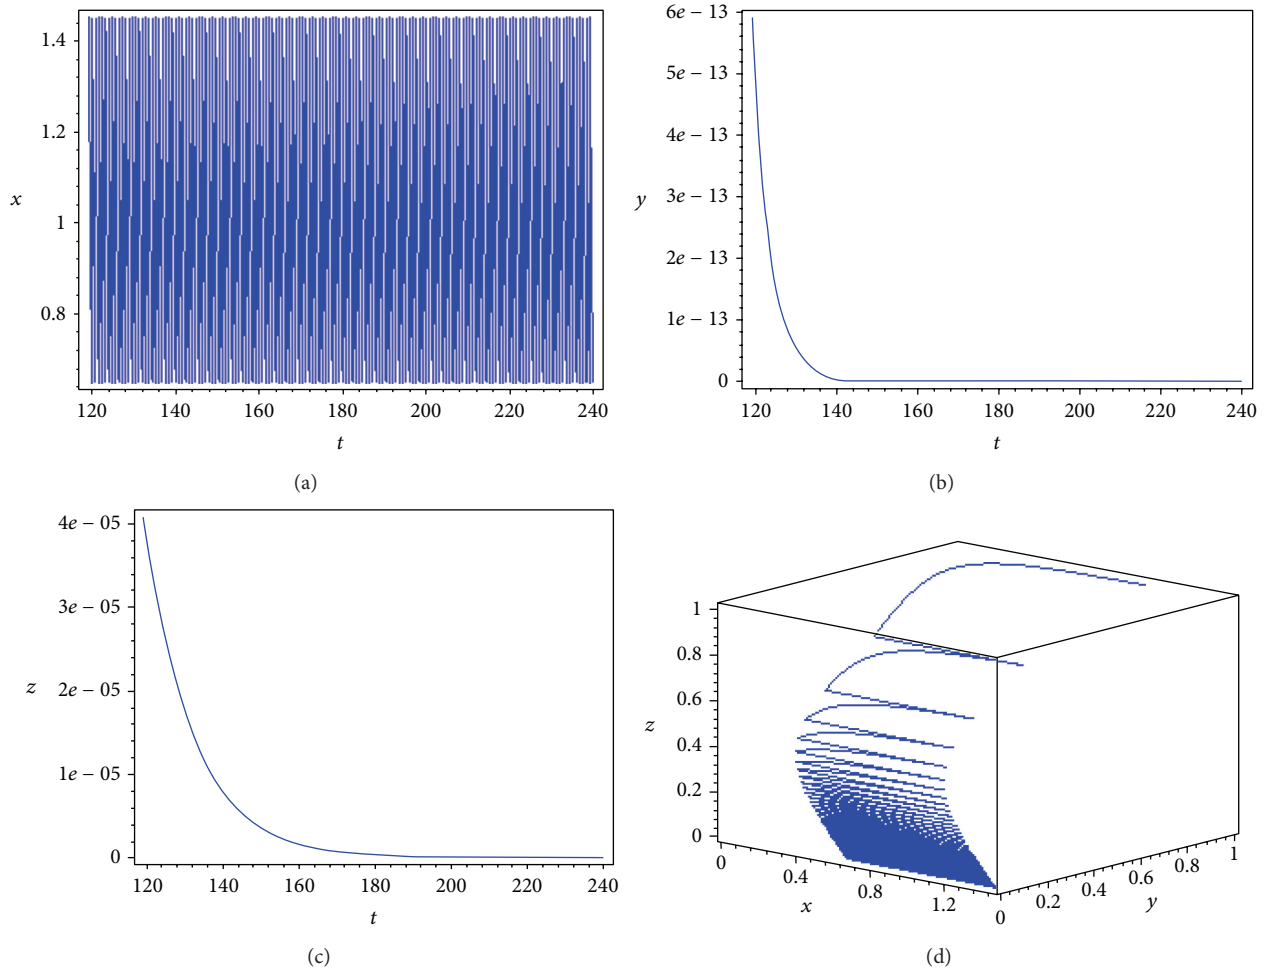 1.4
1.2
1
0.8
x
120 140 160 180 200 220 240
t
(a)
6e − 13
5e − 13
4e − 13
3e − 13
2e − 13
1e − 13
0
y
120 140 160 180 200 220 240
t
(b)
4e − 05
3e − 05
2e − 05
1e − 05
0
z
120 140 160 180 200 220 240
t
(c)
1
0.8
0.6
0.4
0.2
0
z
0 0.4 0.8 1.2
x
0 0.2 0.4 0.6 0.8 1
y
(d)